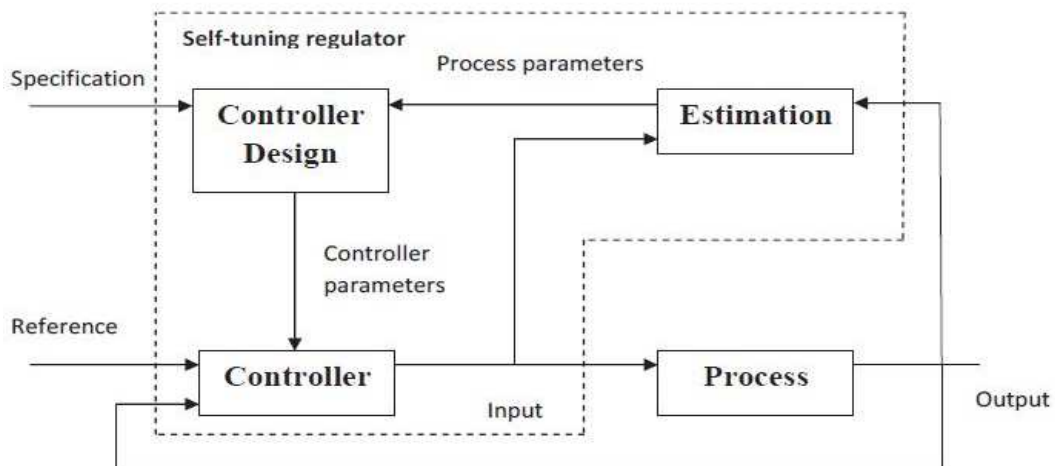 Self-tuning regulator
Process parameters
Specification
Controller
Design
Estimation
Controller
parameters
Reference
Controller
Process
Input
Output